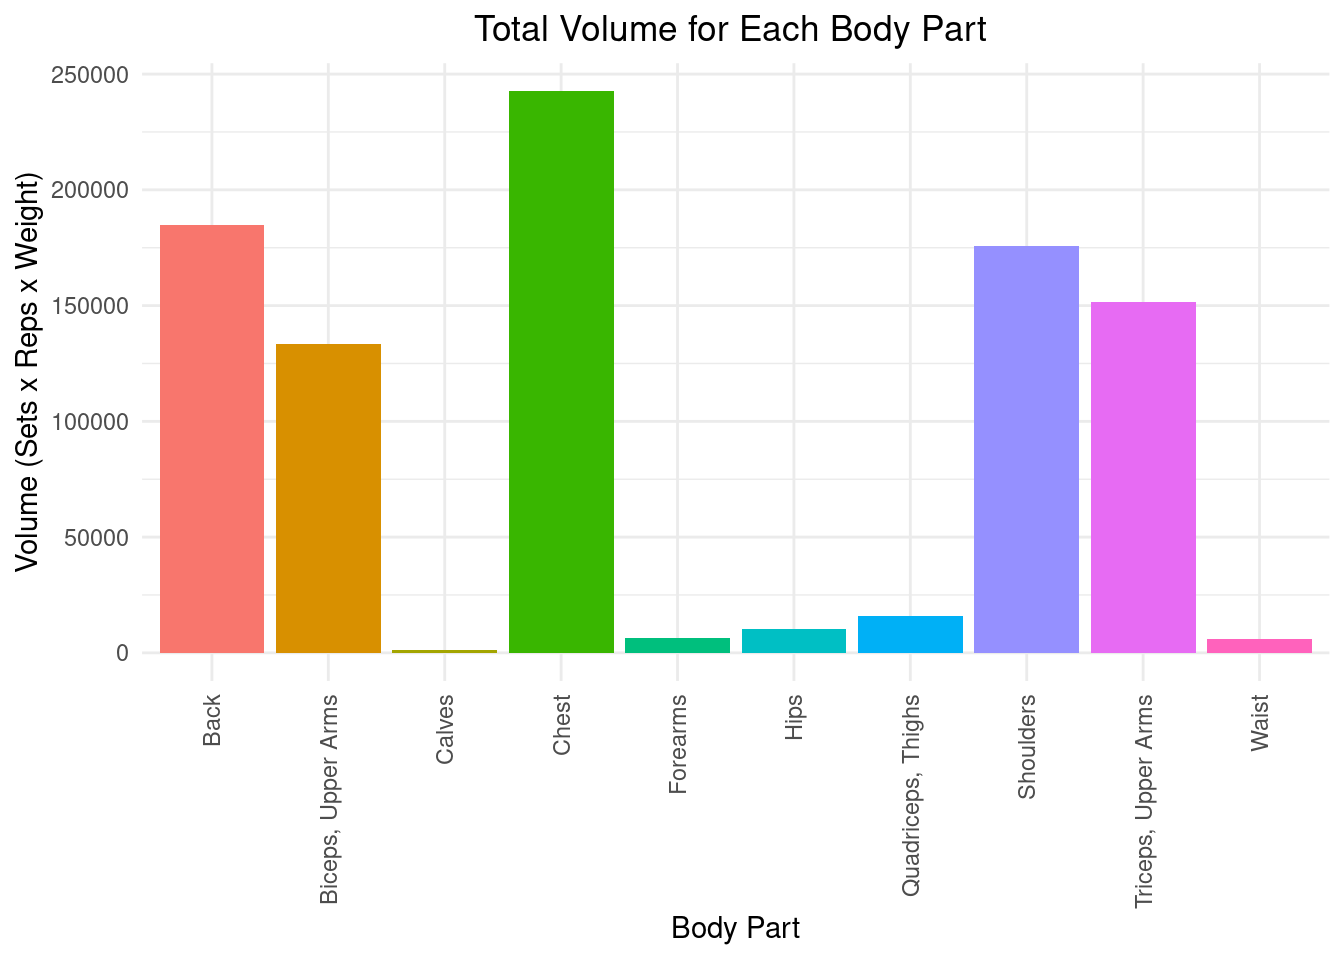 Total Volume for Each Body Part
Volume (Sets x Reps x Weight)
250000
200000
150000
100000
50000
0
Back
Biceps, Upper Arms
Calves
Chest
Forearms
Hips
Quadriceps, Thighs
Shoulders
Triceps, Upper Arms
Waist
Body Part